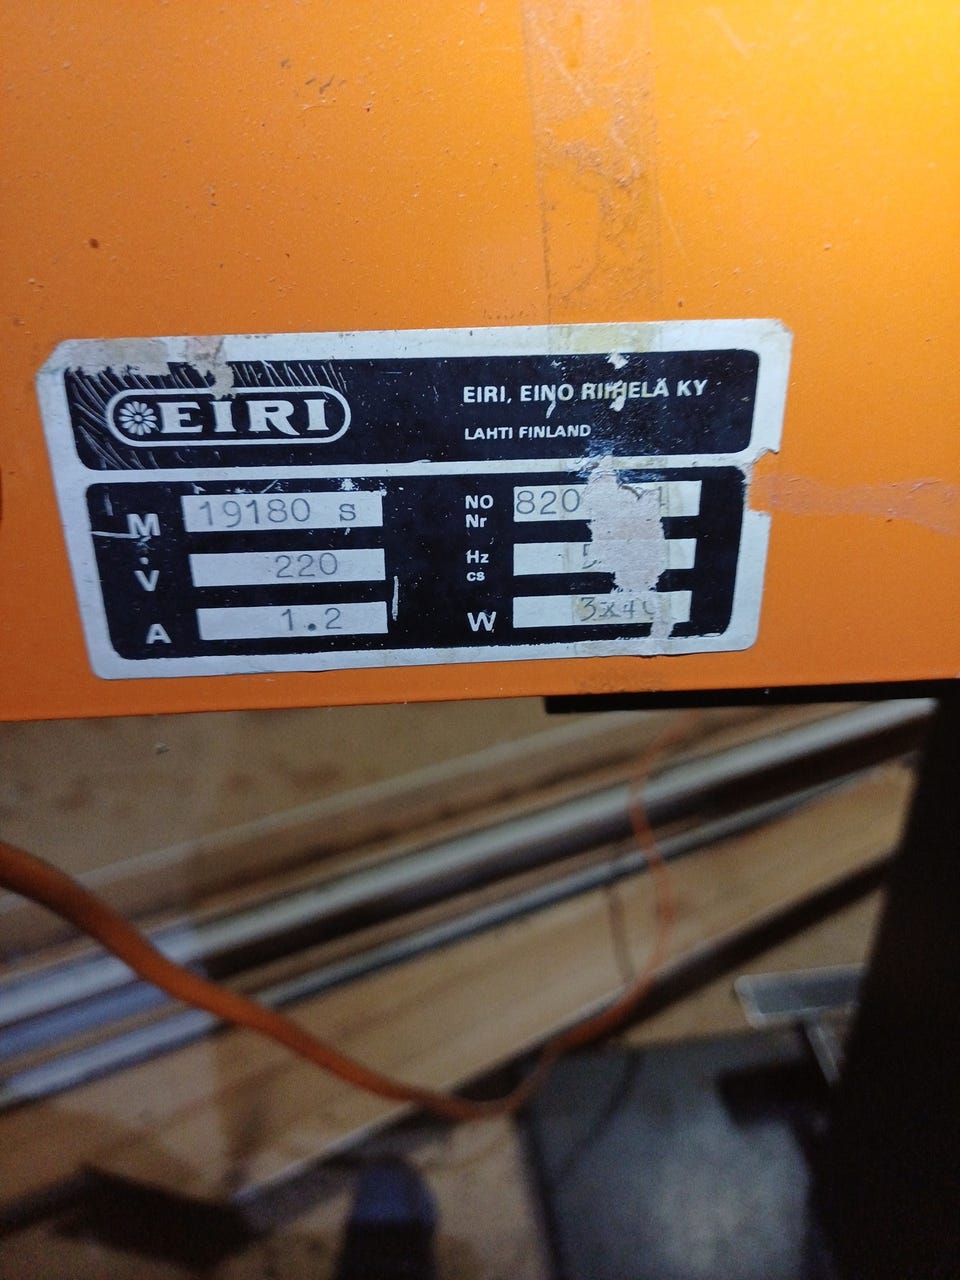 EIRI
EIRI, EINO RIIHELÄ KY
LAHTI FINLAND
M 19180 S
NO
Nr
V 220
Hz
cs
A 1.2
W